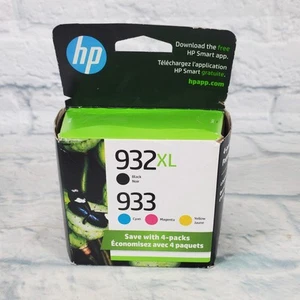 hp
Download the free
HP Smart app
Téléchargez l'application
HP Smart gratuite.
hpapp.com
932XL
Black
Noir
933
Cyan
Magenta
Yellow
Jaune
Save with 4-packs
Économisez avec 4 paquets